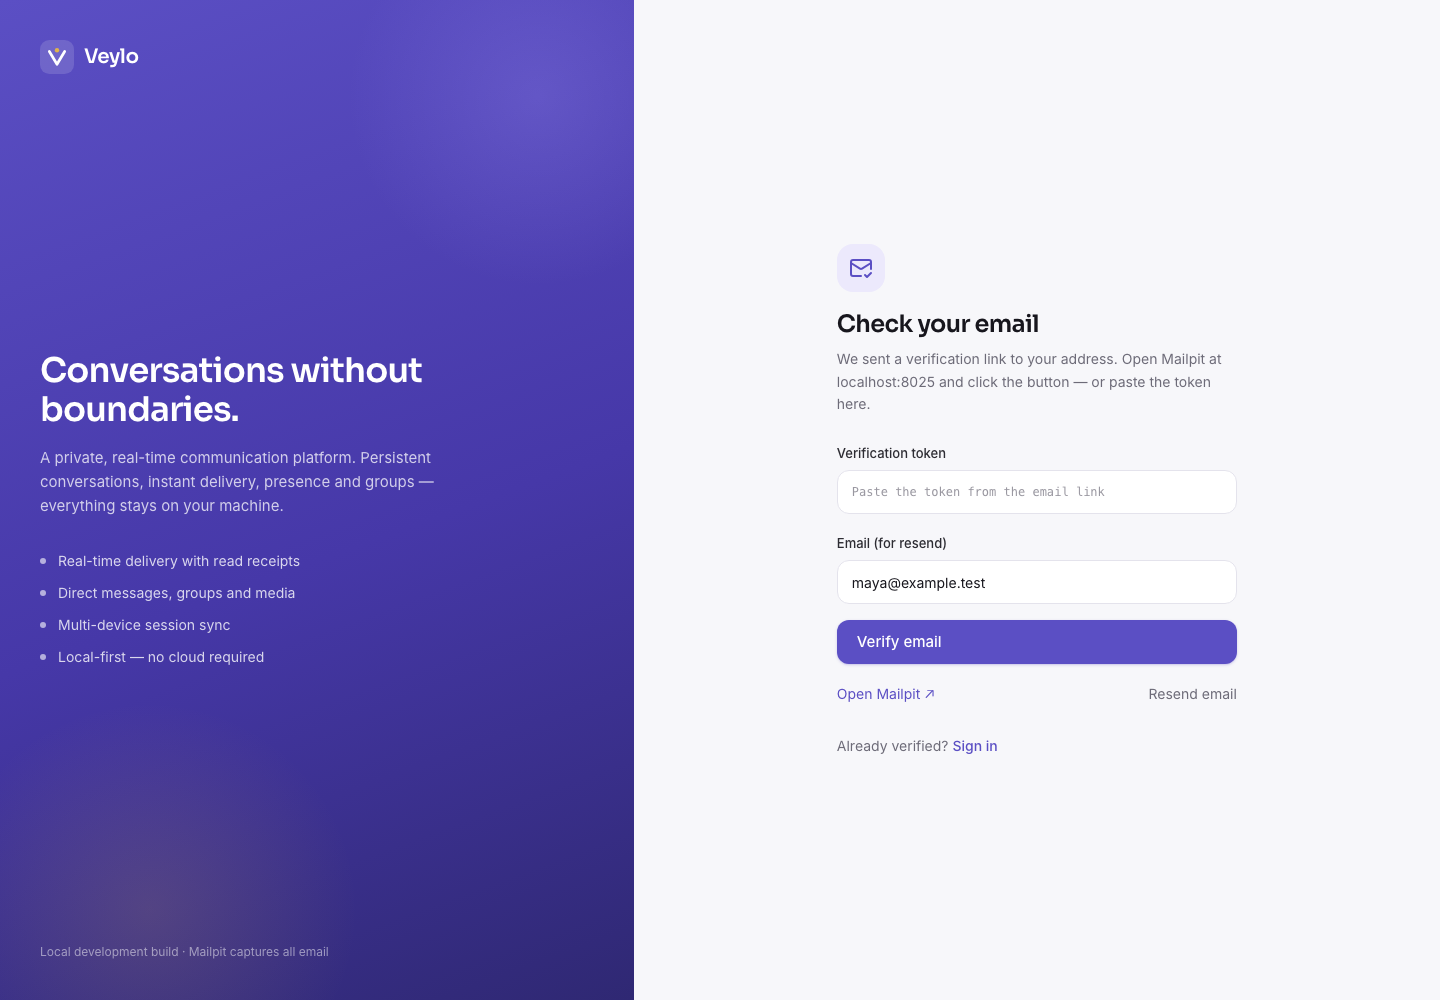 Veylo
Conversations without
boundaries.
A private, real-time communication platform. Persistent
conversations, instant delivery, presence and groups —
everything stays on your machine.
Real-time delivery with read receipts
Direct messages, groups and media
Multi-device session sync
Local-first — no cloud required
Local development build · Mailpit captures all email
Check your email
We sent a verification link to your address. Open Mailpit at
localhost:8025 and click the button — or paste the token
here.
Verification token
Paste the token from the email link
Email (for resend)
maya@example.test
Verify email
Open Mailpit ↗
Resend email
Already verified? Sign in